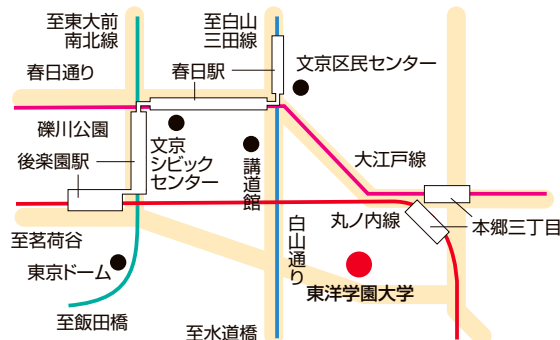 至東大前
南北線
至白山
三田線
春日通り
春日駅
文京区民センター
礫川公園
文京
シビック
センター
講道館
大江戸線
後楽園駅
丸ノ内線
本郷三丁目
至茗荷谷
白山通り
東京ドーム
東洋学園大学
至飯田橋
至水道橋